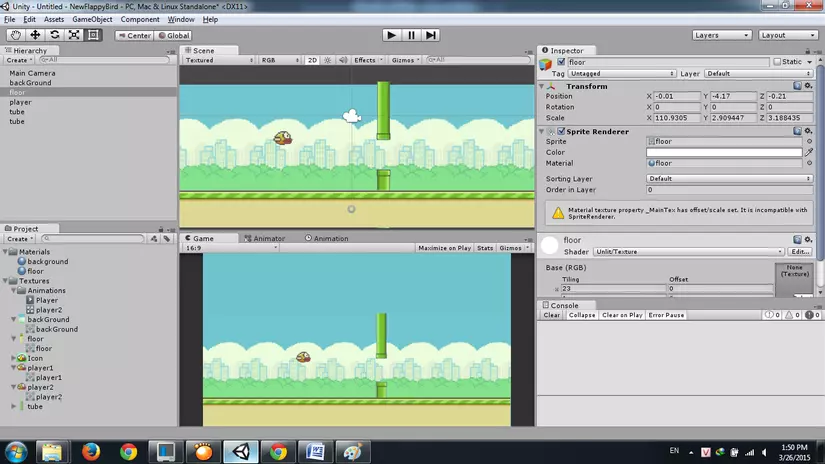 Unity - Untitled - NewFlappyBird - PC, Mac & Linux Standalone* <DX11>
File Edit Assets GameObject Component Window Help
Center Global Layers Layout
Hierarchy
Create All
Main Camera
backGround
floor
player
tube
tube
Scene
Textured RGB 2D Effects Gizmos All
Project
Create
Materials
background
floor
Textures
Animations
Player
player2
backGround
backGround
floor
floor
Icon
player1
player1
player2
player2
tube
Game Animator Animation
16:9 Maximize on Play Stats Gizmos
Inspector
floor Static
Tag Untagged Layer Default
Transform
Position X -0.01 Y -4.17 Z -0.21
Rotation X 0 Y 0 Z 0
Scale X 110.9305 Y 2.909447 Z 3.188435
Sprite Renderer
Sprite floor
Color
Material floor
Sorting Layer Default
Order in Layer 0
Material texture property _MainTex has offset/scale set. It is incompatible with
SpriteRenderer.
floor
Shader Unlit/Texture Edit...
Base (RGB) None
(Texture)
Tiling Offset
23 0
Console
Clear Collapse Clear on Play Error Pause 0 0 0
EN
1:50 PM
3/26/2015